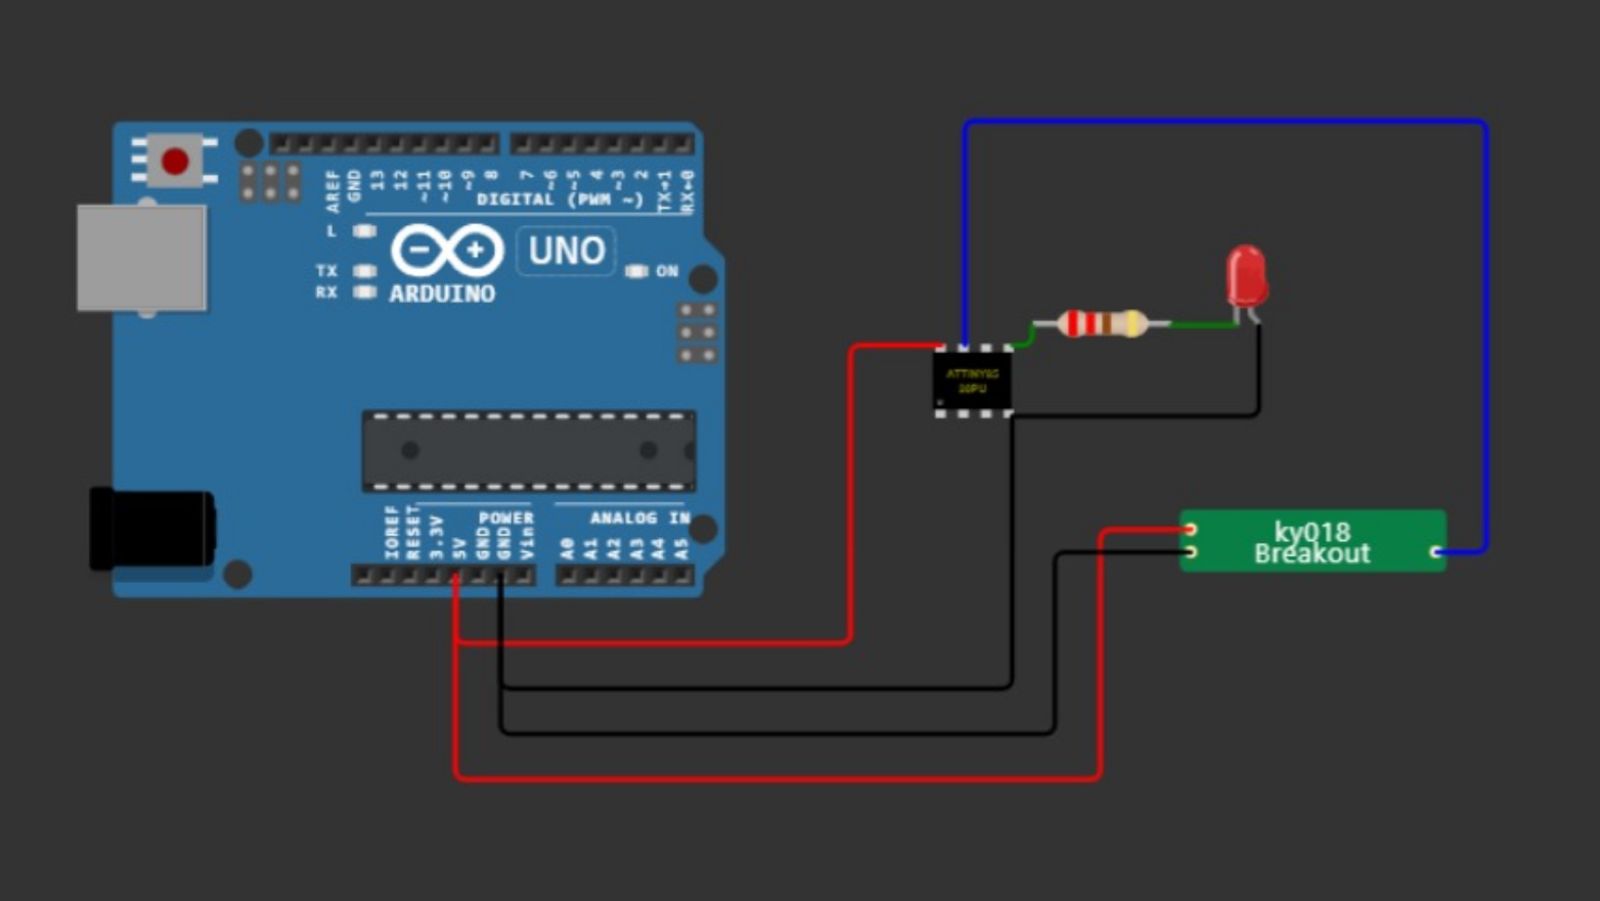 AREF
GND
13
12
~11
~10
~9
8
7
~6
~5
4
~3
2
TX→1
RX←0
DIGITAL (PWM ~)
L
TX
RX
UNO
ON
ARDUINO
ATTINY85
20PU
IOREF
RESET
3.3V
5V
GND
GND
Vin
POWER
ANALOG IN
A0
A1
A2
A3
A4
A5
ky018
Breakout